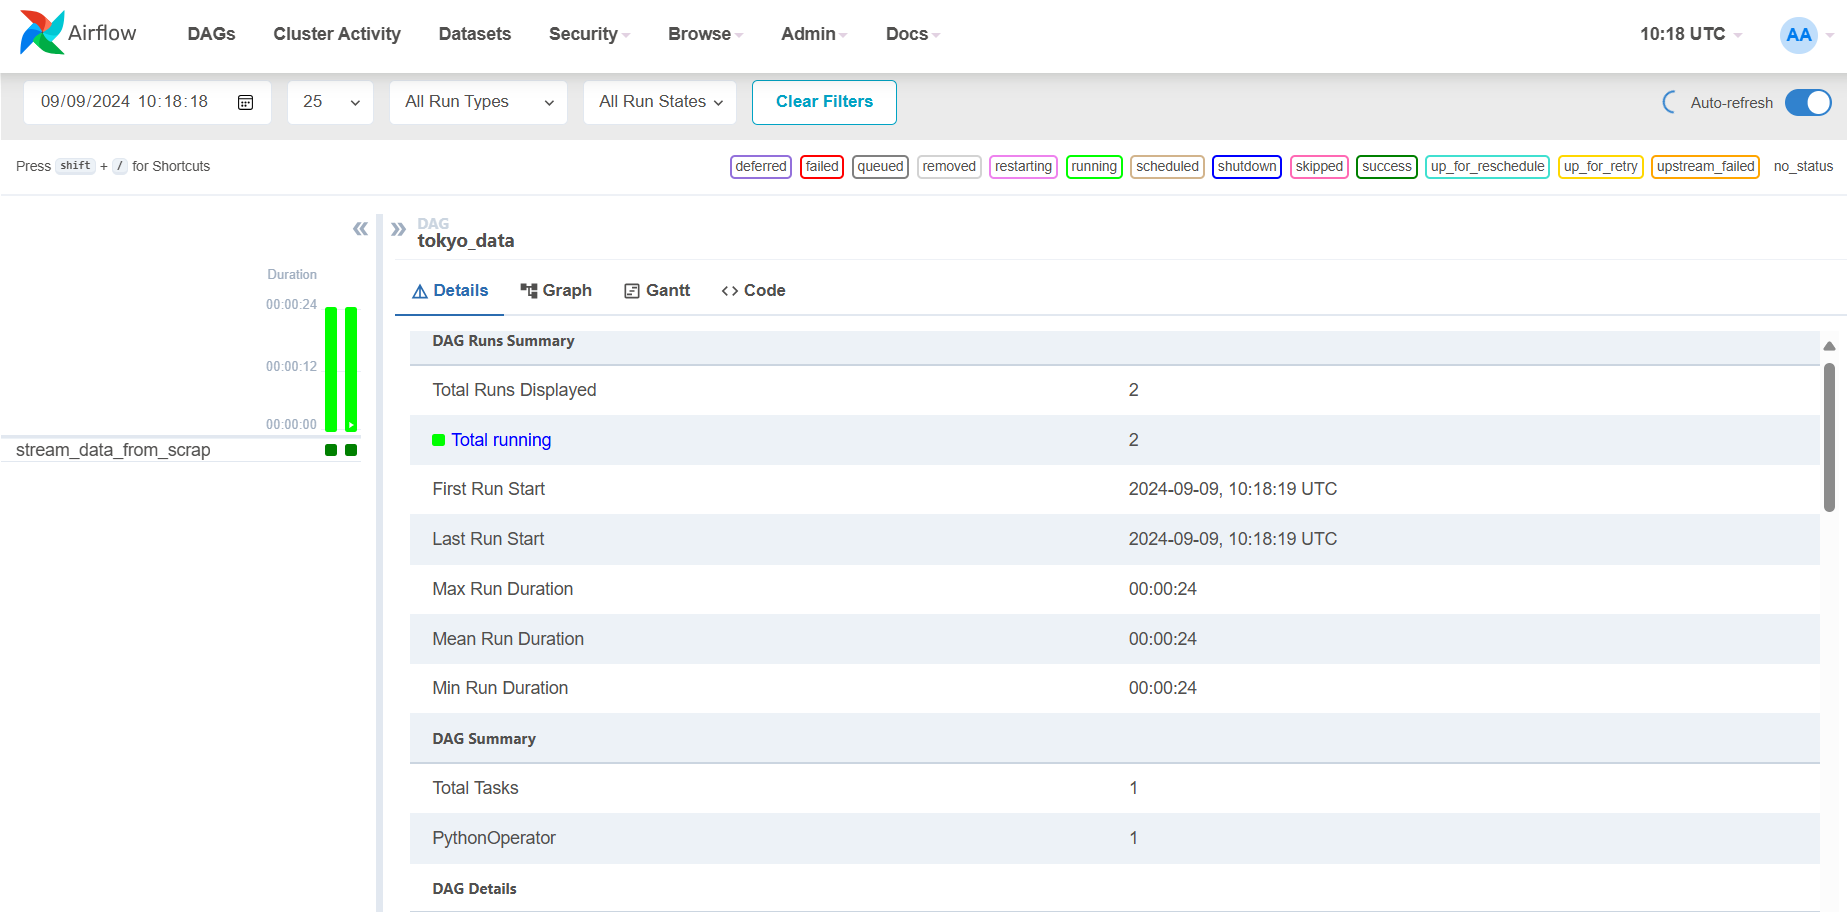 Airflow DAGs Cluster Activity Datasets Security Browse Admin Docs 10:18 UTC AA
09/09/2024 10:18:18 25 All Run Types All Run States Clear Filters Auto-refresh
Press shift + / for Shortcuts deferred failed queued removed restarting running scheduled shutdown skipped success up_for_reschedule up_for_retry upstream_failed no_status
Duration
00:00:24
00:00:12
00:00:00
stream_data_from_scrap
DAG
tokyo_data
Details Graph Gantt Code
DAG Runs Summary
Total Runs Displayed 2
Total running 2
First Run Start 2024-09-09, 10:18:19 UTC
Last Run Start 2024-09-09, 10:18:19 UTC
Max Run Duration 00:00:24
Mean Run Duration 00:00:24
Min Run Duration 00:00:24
DAG Summary
Total Tasks 1
PythonOperator 1
DAG Details